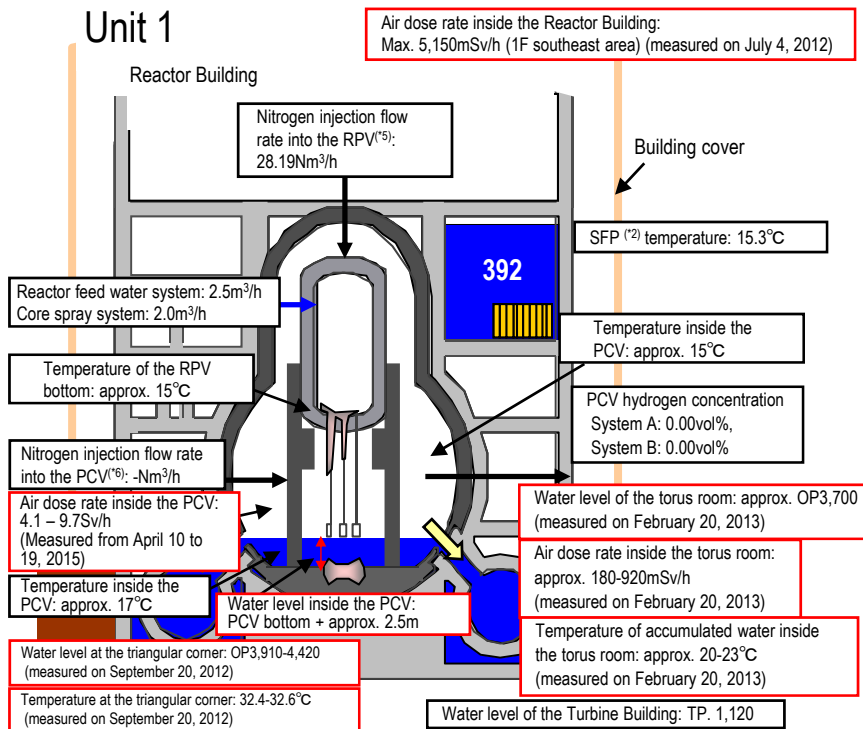 Unit 1
Air dose rate inside the Reactor Building:
Max. 5,150mSv/h (1F southeast area) (measured on July 4, 2012)
Reactor Building
Nitrogen injection flow
rate into the RPV(*5):
28.19Nm3/h
Building cover
SFP (*2) temperature: 15.3°C
392
Reactor feed water system: 2.5m3/h
Core spray system: 2.0m3/h
Temperature inside the
PCV: approx. 15°C
Temperature of the RPV
bottom: approx. 15°C
PCV hydrogen concentration
System A: 0.00vol%,
System B: 0.00vol%
Nitrogen injection flow rate
into the PCV(*6): -Nm3/h
Air dose rate inside the PCV:
4.1 – 9.7Sv/h
(Measured from April 10 to
19, 2015)
Water level of the torus room: approx. OP3,700
(measured on February 20, 2013)
Air dose rate inside the torus room:
approx. 180-920mSv/h
(measured on February 20, 2013)
Temperature inside the
PCV: approx. 17°C
Water level inside the PCV:
PCV bottom + approx. 2.5m
Temperature of accumulated water inside
the torus room: approx. 20-23°C
(measured on February 20, 2013)
Water level at the triangular corner: OP3,910-4,420
(measured on September 20, 2012)
Temperature at the triangular corner: 32.4-32.6°C
(measured on September 20, 2012)
Water level of the Turbine Building: TP. 1,120